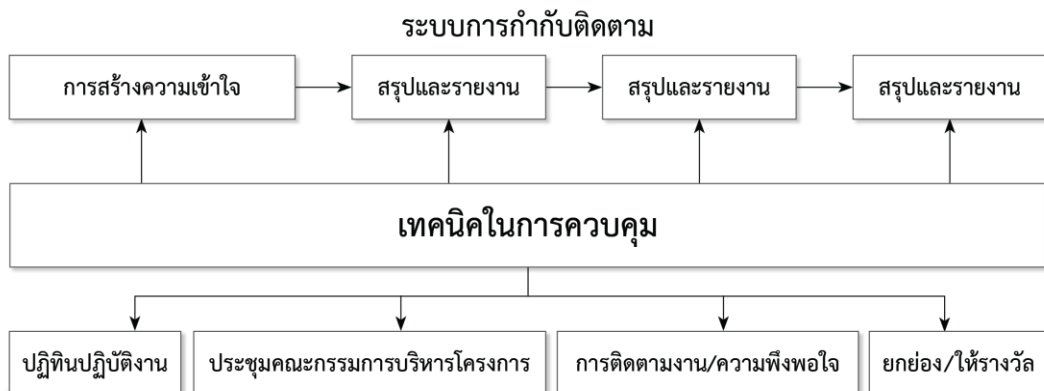 ระบบการกำกับติดตาม
การสร้างความเข้าใจ
สรุปและรายงาน
สรุปและรายงาน
สรุปและรายงาน
เทคนิคในการควบคุม
ปฏิทินปฏิบัติงาน
ประชุมคณะกรรมการบริหารโครงการ
การติดตามงาน/ความพึงพอใจ
ยกย่อง/ให้รางวัล